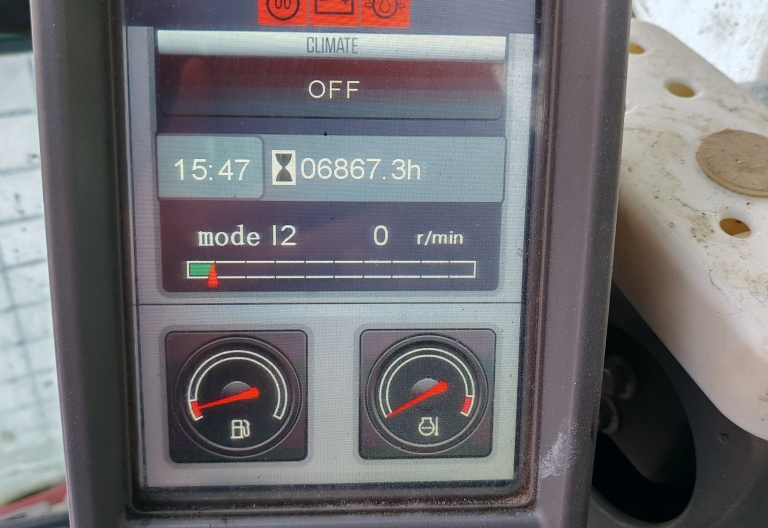 CLIMATE
OFF
15:47 06867.3h
mode I2 0 r/min